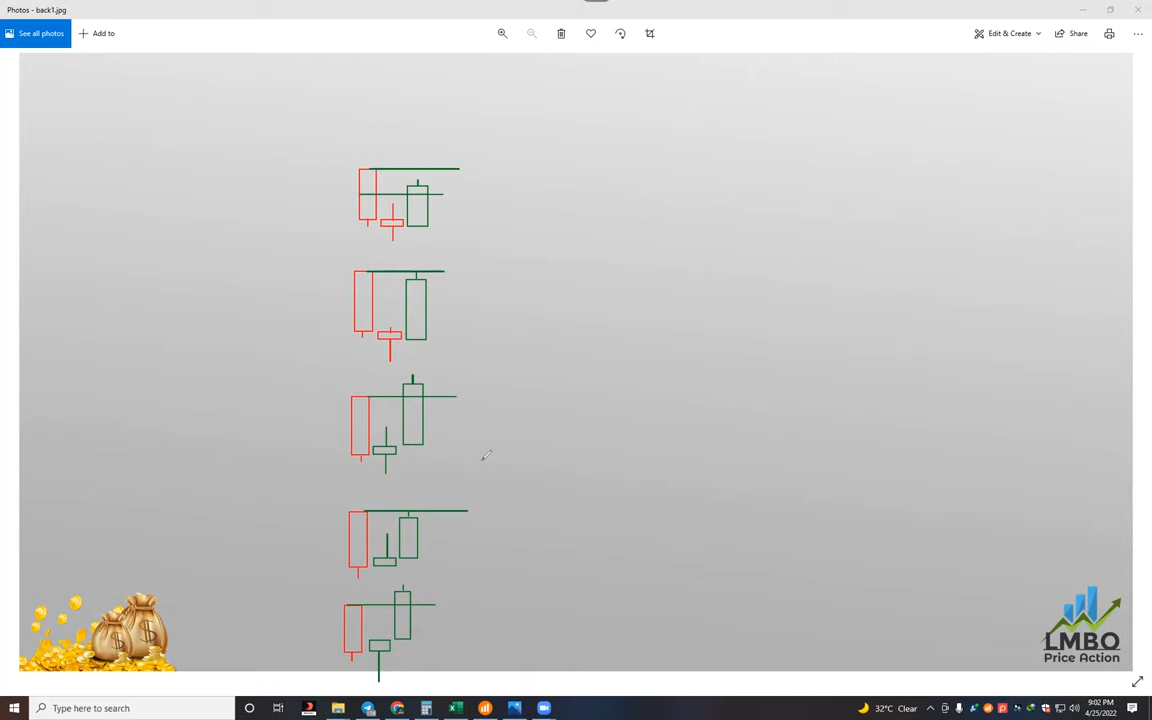 Photos - back1.jpg
See all photos
Add to
Edit & Create
Share
$
$
LMBO
Price Action
Type here to search
32°C Clear
9:02 PM
4/25/2022